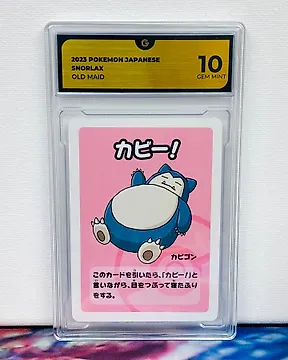 G
2023 POKEMON JAPANESE
SNORLAX
OLD MAID
10
GEM MINT
カビー!
カビゴン
このカードを引いたら、「カビー!」と
言いながら、目をつぶって寝たふり
をする。